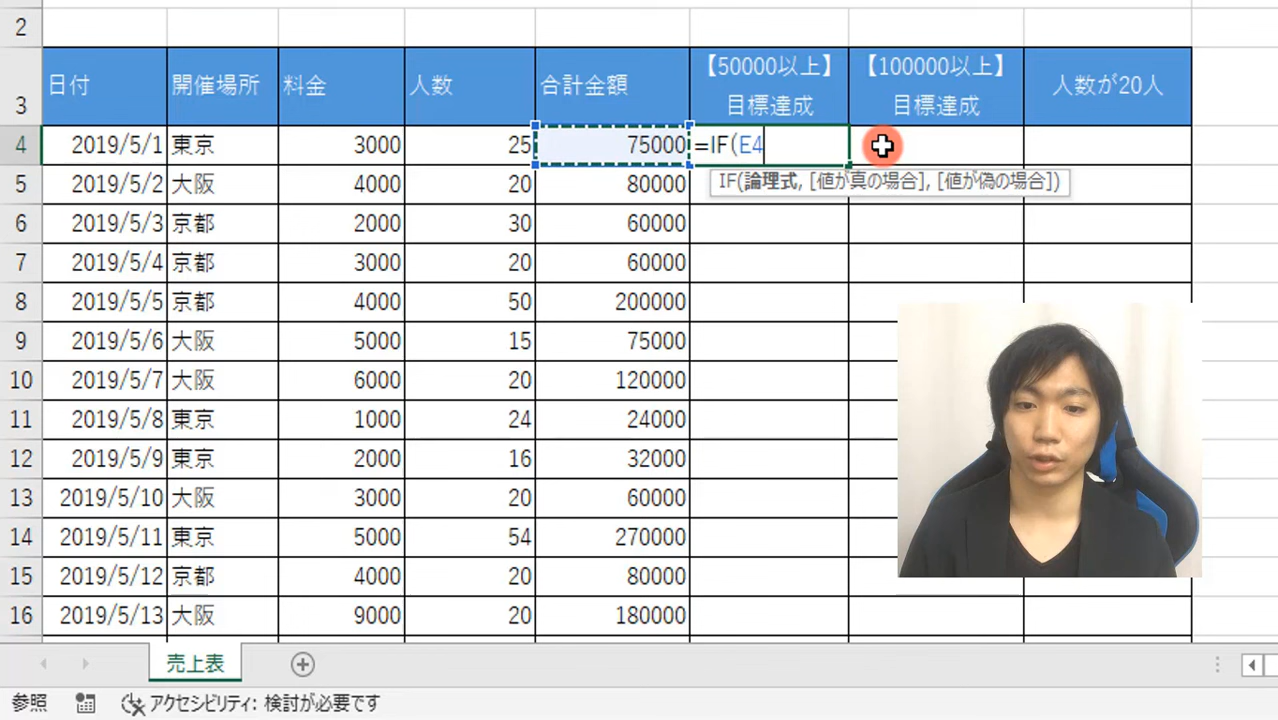 2
3 日付 開催場所 料金 人数 合計金額 【50000以上】目標達成 【100000以上】目標達成 人数が20人
4 2019/5/1 東京 3000 25 75000 =IF(E4
IF(論理式, [値が真の場合], [値が偽の場合])
5 2019/5/2 大阪 4000 20 80000
6 2019/5/3 京都 2000 30 60000
7 2019/5/4 京都 3000 20 60000
8 2019/5/5 京都 4000 50 200000
9 2019/5/6 大阪 5000 15 75000
10 2019/5/7 大阪 6000 20 120000
11 2019/5/8 東京 1000 24 24000
12 2019/5/9 東京 2000 16 32000
13 2019/5/10 大阪 3000 20 60000
14 2019/5/11 東京 5000 54 270000
15 2019/5/12 京都 4000 20 80000
16 2019/5/13 大阪 9000 20 180000
売上表
参照 アクセシビリティ: 検討が必要です